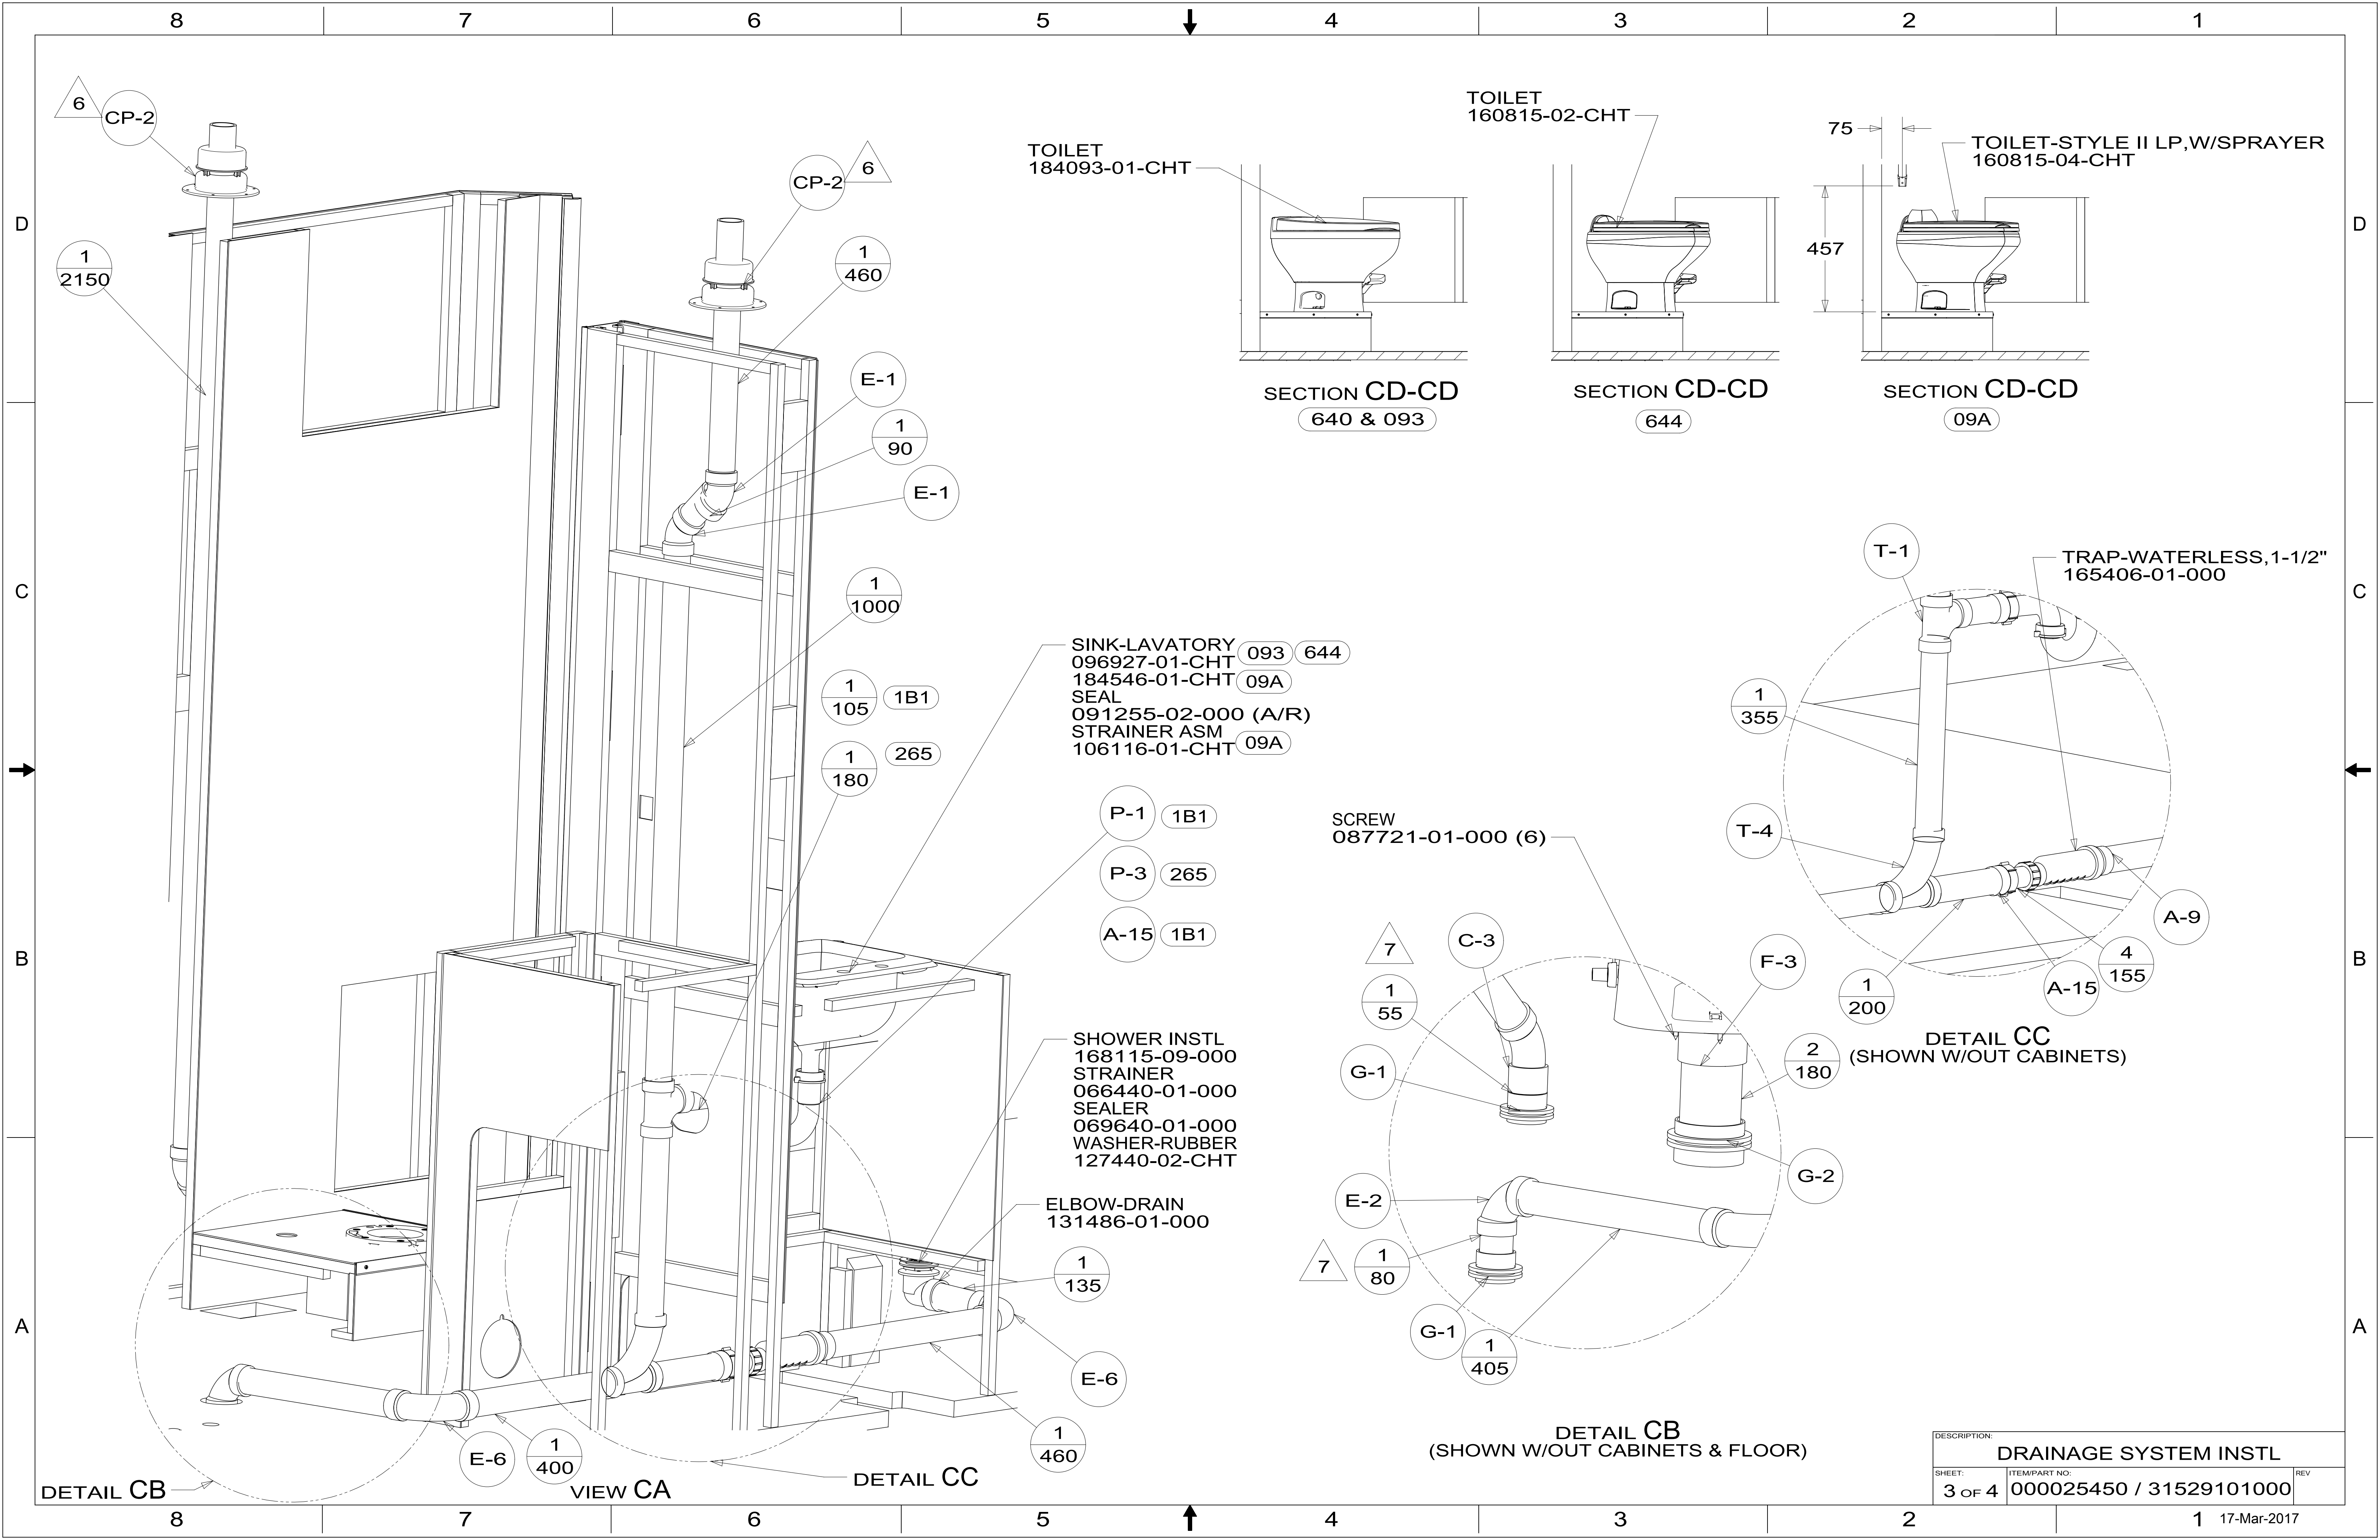 8 7 6 5 4 3 2 1
D
C
B
A
D
C
B
A
6
CP-2
1
2150
CP-2
6
1
460
E-1
1
90
E-1
1
1000
1
105
1B1
1
180
265
TOILET
184093-01-CHT
SECTION CD-CD
640 & 093
TOILET
160815-02-CHT
SECTION CD-CD
644
75
457
TOILET-STYLE II LP,W/SPRAYER
160815-04-CHT
SECTION CD-CD
09A
SINK-LAVATORY
096927-01-CHT 093 644
184546-01-CHT 09A
SEAL
091255-02-000 (A/R)
STRAINER ASM
106116-01-CHT 09A
P-1 1B1
P-3 265
A-15 1B1
SHOWER INSTL
168115-09-000
STRAINER
066440-01-000
SEALER
069640-01-000
WASHER-RUBBER
127440-02-CHT
ELBOW-DRAIN
131486-01-000
1
135
E-6
1
460
E-6
1
400
DETAIL CB
VIEW CA
DETAIL CC
T-1
TRAP-WATERLESS,1-1/2"
165406-01-000
1
355
T-4
A-9
4
155
A-15
1
200
DETAIL CC
(SHOWN W/OUT CABINETS)
SCREW
087721-01-000 (6)
7
C-3
1
55
G-1
F-3
2
180
G-2
E-2
7
1
80
G-1
1
405
DETAIL CB
(SHOWN W/OUT CABINETS & FLOOR)
DESCRIPTION:
DRAINAGE SYSTEM INSTL
SHEET:
3 OF 4
ITEM/PART NO:
000025450 / 31529101000
REV
8 7 6 5 4 3 2 1
17-Mar-2017